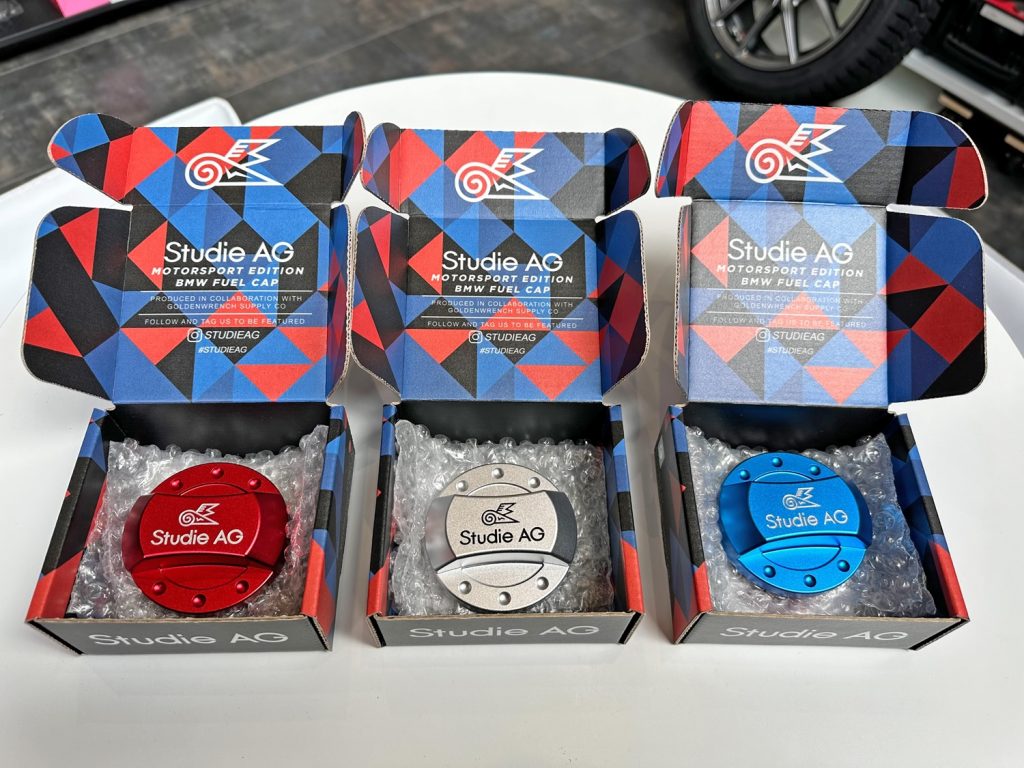 Studie AG
MOTORSPORT EDITION
BMW FUEL CAP
PRODUCED IN COLLABORATION WITH
GOLDENWRENCH SUPPLY CO
FOLLOW AND TAG US TO BE FEATURED
STUDIEAG
#STUDIEAG
Studie AG
MOTORSPORT EDITION
BMW FUEL CAP
PRODUCED IN COLLABORATION WITH
GOLDENWRENCH SUPPLY CO
FOLLOW AND TAG US TO BE FEATURED
STUDIEAG
#STUDIEAG
Studie AG
MOTORSPORT EDITION
BMW FUEL CAP
PRODUCED IN COLLABORATION WITH
GOLDENWRENCH SUPPLY CO
FOLLOW AND TAG US TO BE FEATURED
STUDIEAG
#STUDIEAG
Studie AG
Studie AG
Studie AG
Studie AG
Studie AG
Studie AG